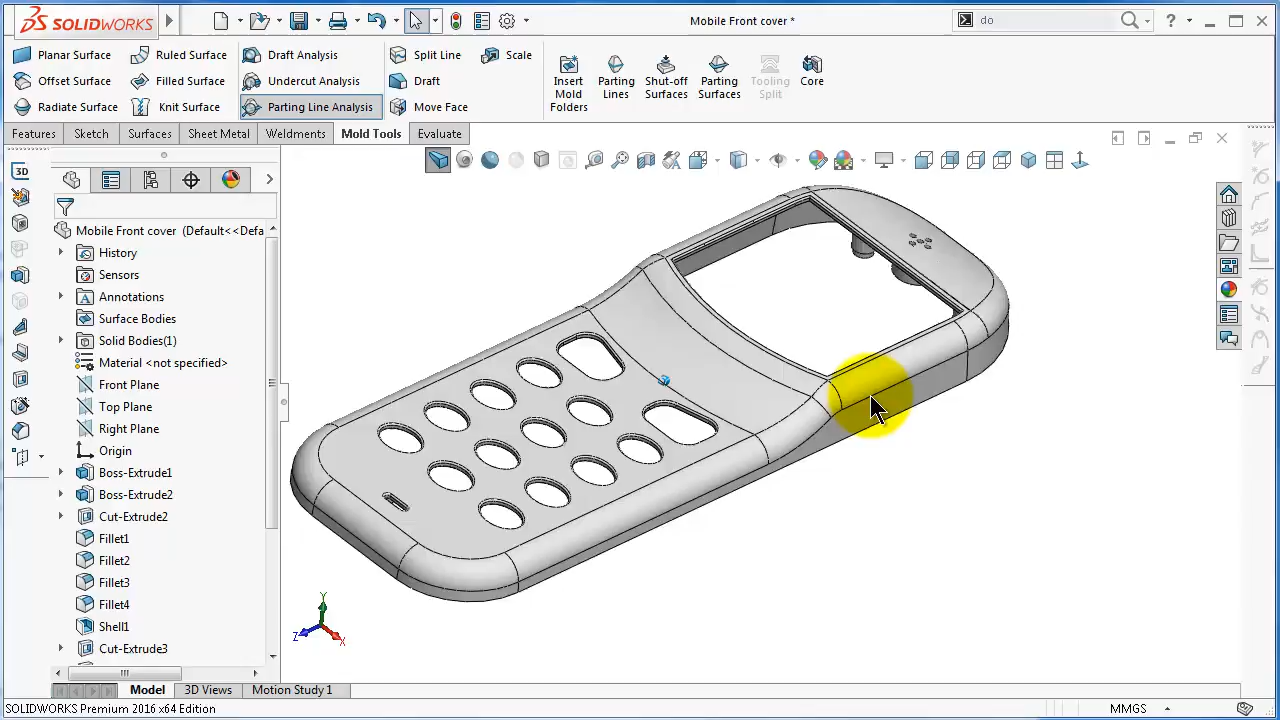 SOLIDWORKS
Mobile Front cover *
do
?
Planar Surface
Ruled Surface
Draft Analysis
Split Line
Scale
Offset Surface
Filled Surface
Undercut Analysis
Draft
Radiate Surface
Knit Surface
Parting Line Analysis
Move Face
Insert
Mold
Folders
Parting
Lines
Shut-off
Surfaces
Parting
Surfaces
Tooling
Split
Core
Features
Sketch
Surfaces
Sheet Metal
Weldments
Mold Tools
Evaluate
3D
Mobile Front cover (Default<<Defa
History
Sensors
A
Annotations
Surface Bodies
Solid Bodies(1)
Material <not specified>
Front Plane
Top Plane
Right Plane
Origin
Boss-Extrude1
Boss-Extrude2
Cut-Extrude2
Fillet1
Fillet2
Fillet3
Fillet4
Shell1
Cut-Extrude3
Y
Z
X
Model
3D Views
Motion Study 1
SOLIDWORKS Premium 2016 x64 Edition
MMGS